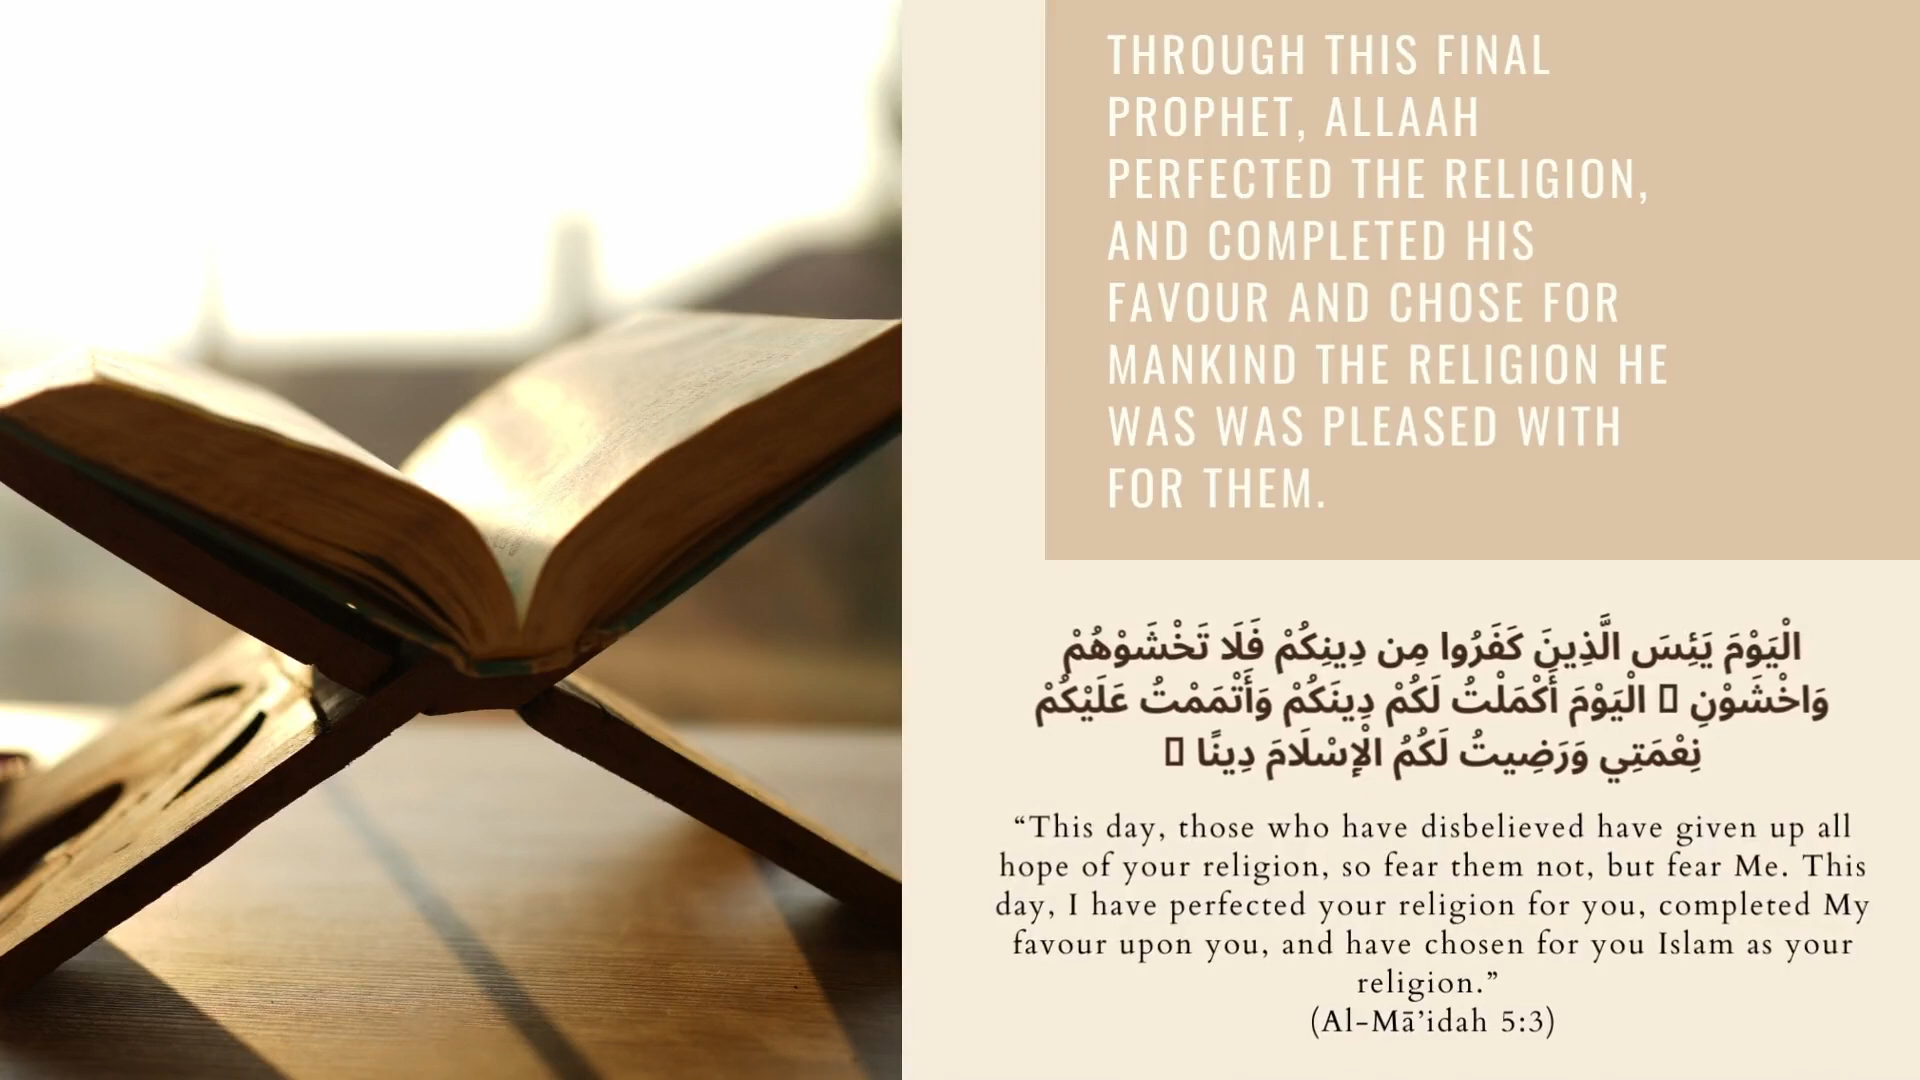 THROUGH THIS FINAL
PROPHET, ALLAAH
PERFECTED THE RELIGION,
AND COMPLETED HIS
FAVOUR AND CHOSE FOR
MANKIND THE RELIGION HE
WAS WAS PLEASED WITH
FOR THEM.
الْيَوْمَ يَئِسَ الَّذِينَ كَفَرُوا مِن دِينِكُمْ فَلَا تَخْشَوْهُمْ
وَاخْشَوْنِ ▯ الْيَوْمَ أَكْمَلْتُ لَكُمْ دِينَكُمْ وَأَتْمَمْتُ عَلَيْكُمْ
نِعْمَتِي وَرَضِيتُ لَكُمُ الْإِسْلَامَ دِينًا ▯
“This day, those who have disbelieved have given up all
hope of your religion, so fear them not, but fear Me. This
day, I have perfected your religion for you, completed My
favour upon you, and have chosen for you Islam as your
religion.”
(Al-Mā’idah 5:3)